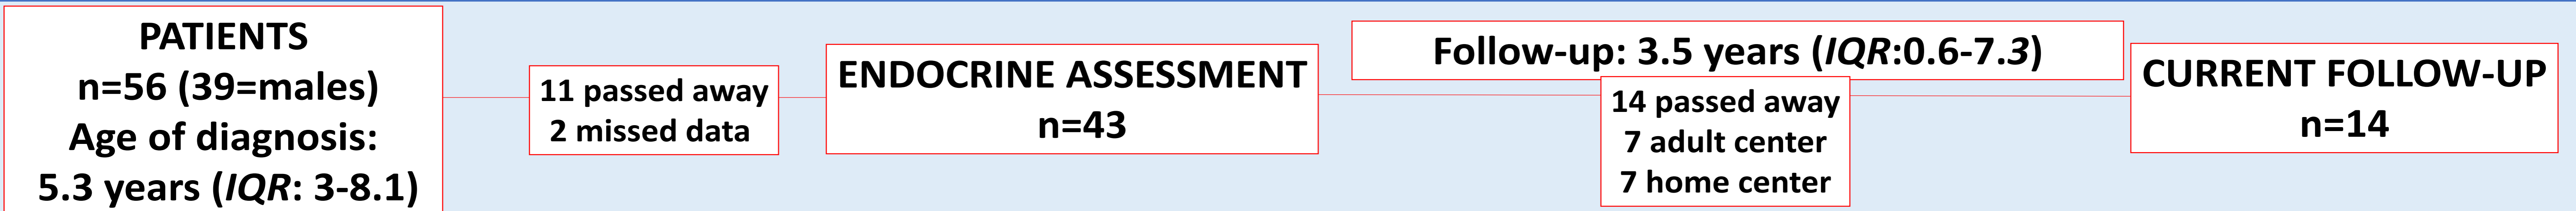 PATIENTS
n=56 (39=males)
Age of diagnosis:
5.3 years (IQR: 3-8.1)
11 passed away
2 missed data
ENDOCRINE ASSESSMENT
n=43
Follow-up: 3.5 years (IQR:0.6-7.3)
14 passed away
7 adult center
7 home center
CURRENT FOLLOW-UP
n=14